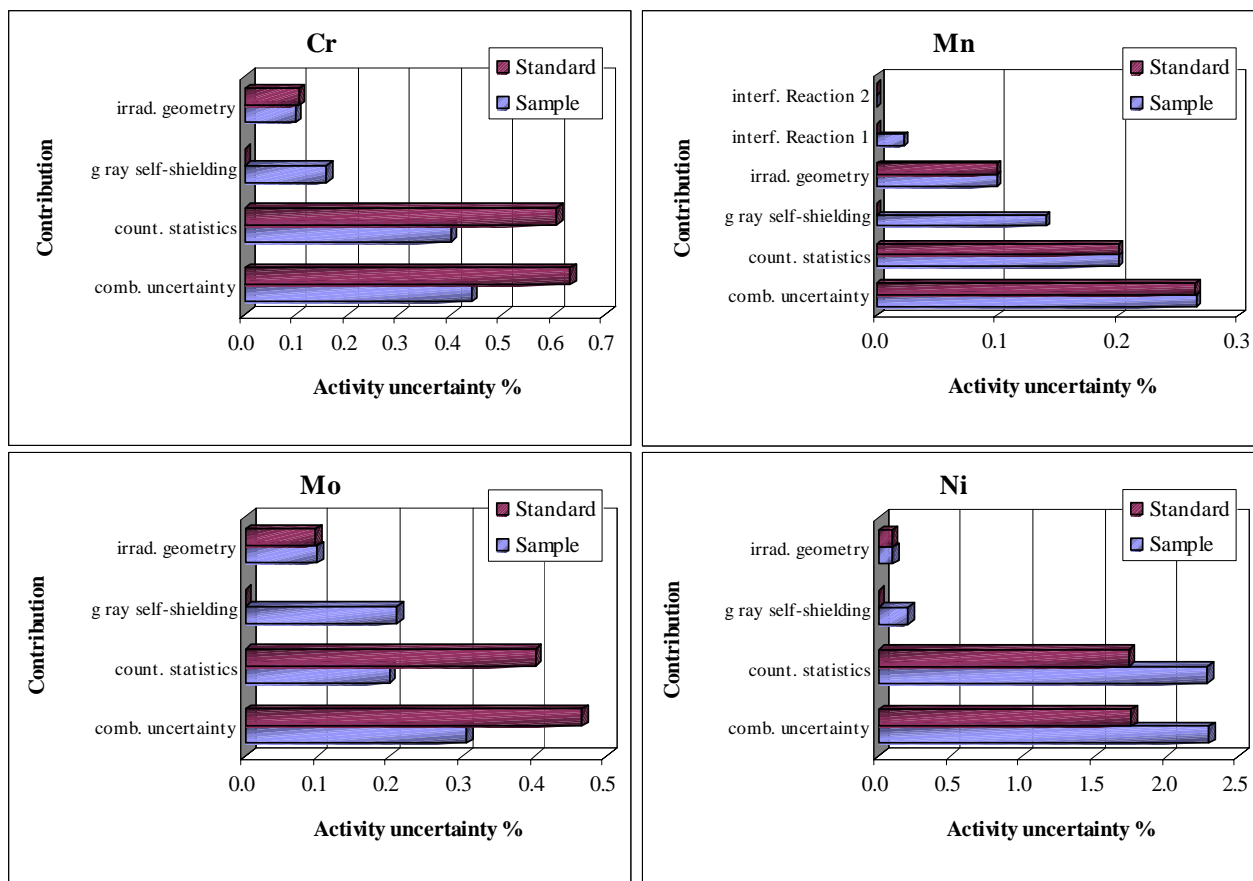 Cr
Standard
Sample
irrad. geometry
g ray self-shielding
count. statistics
comb. uncertainty
Contribution
0.0 0.1 0.2 0.3 0.4 0.5 0.6 0.7
Activity uncertainty %
Mn
Standard
Sample
interf. Reaction 2
interf. Reaction 1
irrad. geometry
g ray self-shielding
count. statistics
comb. uncertainty
Contribution
0.0 0.1 0.2 0.3
Activity uncertainty %
Mo
Standard
Sample
irrad. geometry
g ray self-shielding
count. statistics
comb. uncertainty
Contribution
0.0 0.1 0.2 0.3 0.4 0.5
Activity uncertainty %
Ni
Standard
Sample
irrad. geometry
g ray self-shielding
count. statistics
comb. uncertainty
Contribution
0.0 0.5 1.0 1.5 2.0 2.5
Activity uncertainty %